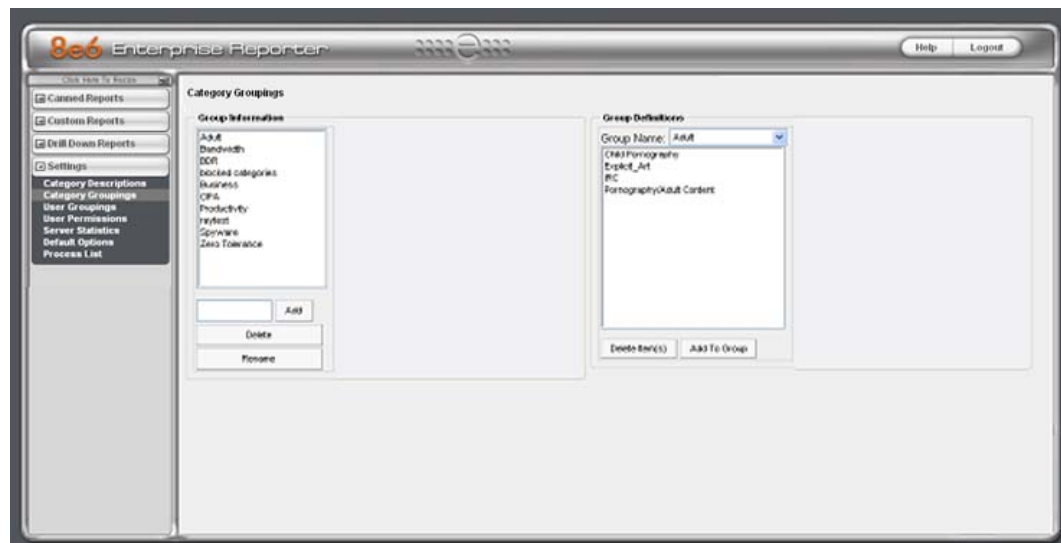 8e6 Enterprise Reporter
Help Logout
Click Here To Resize
Canned Reports
Custom Reports
Drill Down Reports
Settings
Category Descriptions
Category Groupings
User Groupings
User Permissions
Server Statistics
Default Options
Process List
Category Groupings
Group Information
Adult
Bandwidth
BDR
blocked categories
Business
CIPA
Productivity
raytest
Spyware
Zero Tolerance
Add
Delete
Rename
Group Definitions
Group Name: Adult
Child Pornography
Explicit_Art
IRC
Pornography/Adult Content
Delete Item(s) Add To Group